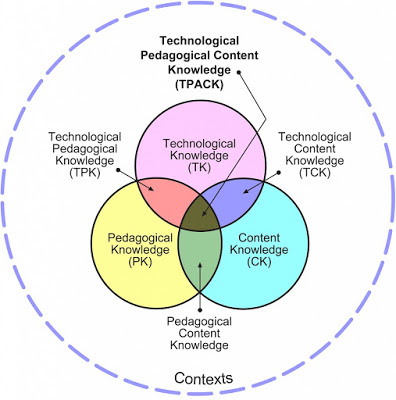 Technological
Pedagogical Content
Knowledge
(TPACK)
Technological
Pedagogical
Knowledge
(TPK)
Technological
Knowledge
(TK)
Technological
Content
Knowledge
(TCK)
Pedagogical
Knowledge
(PK)
Content
Knowledge
(CK)
Pedagogical
Content
Knowledge
Contexts